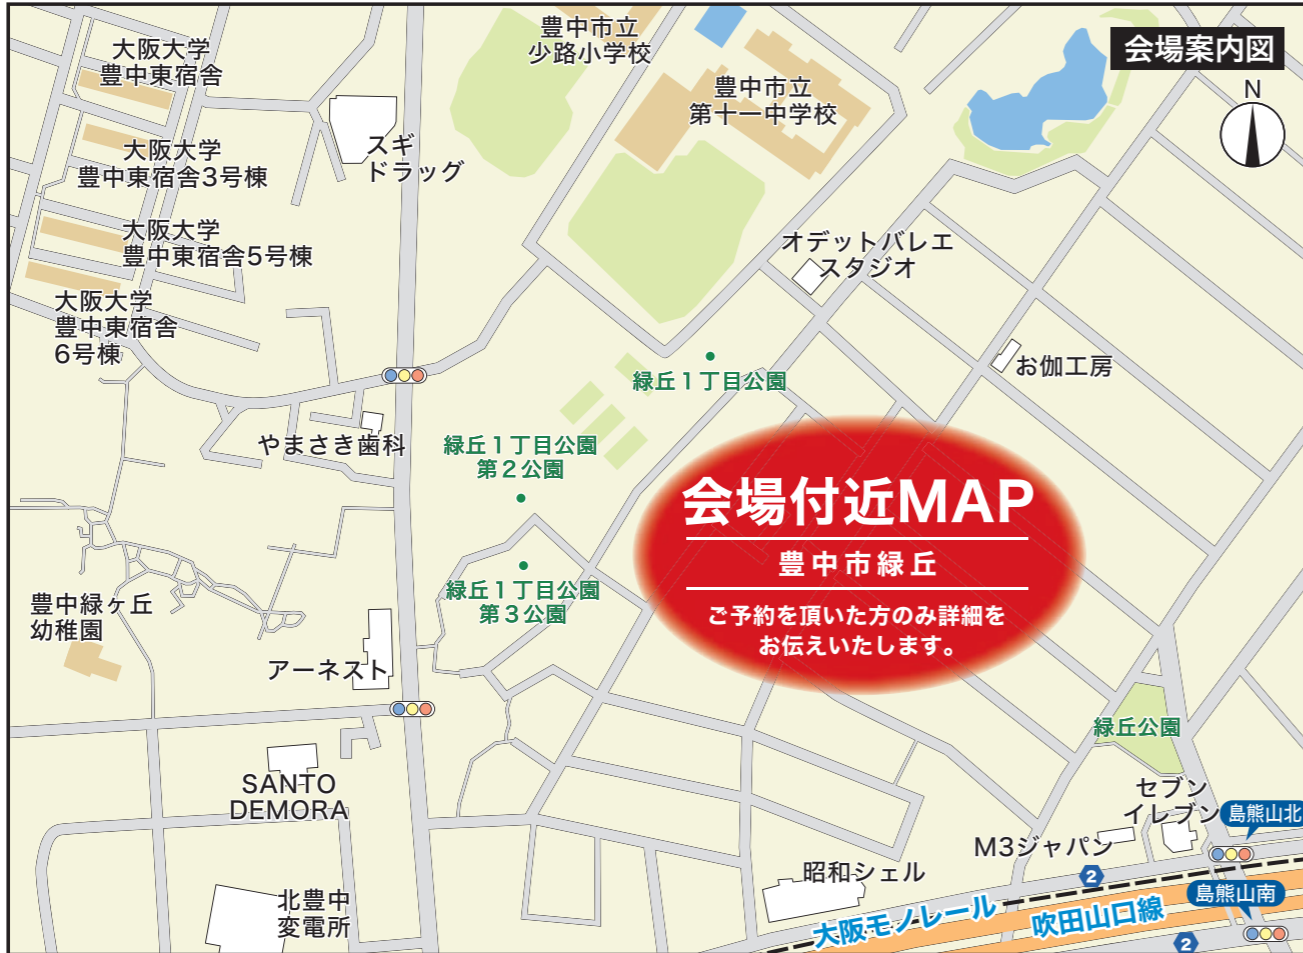 会場案内図
N
豊中市立
少路小学校
大阪大学
豊中東宿舎
豊中市立
第十一中学校
スギ
ドラッグ
大阪大学
豊中東宿舎3号棟
大阪大学
豊中東宿舎5号棟
オデットバレエ
スタジオ
大阪大学
豊中東宿舎
6号棟
お伽工房
緑丘1丁目公園
やまさき歯科
緑丘1丁目公園
第2公園
会場付近MAP
豊中市緑丘
ご予約を頂いた方のみ詳細を
お伝えいたします。
緑丘1丁目公園
第3公園
豊中緑ヶ丘
幼稚園
アーネスト
緑丘公園
SANTO
DEMORA
セブン
イレブン
島熊山北
M3ジャパン
昭和シェル
2
島熊山南
北豊中
変電所
大阪モノレール
吹田山口線
2